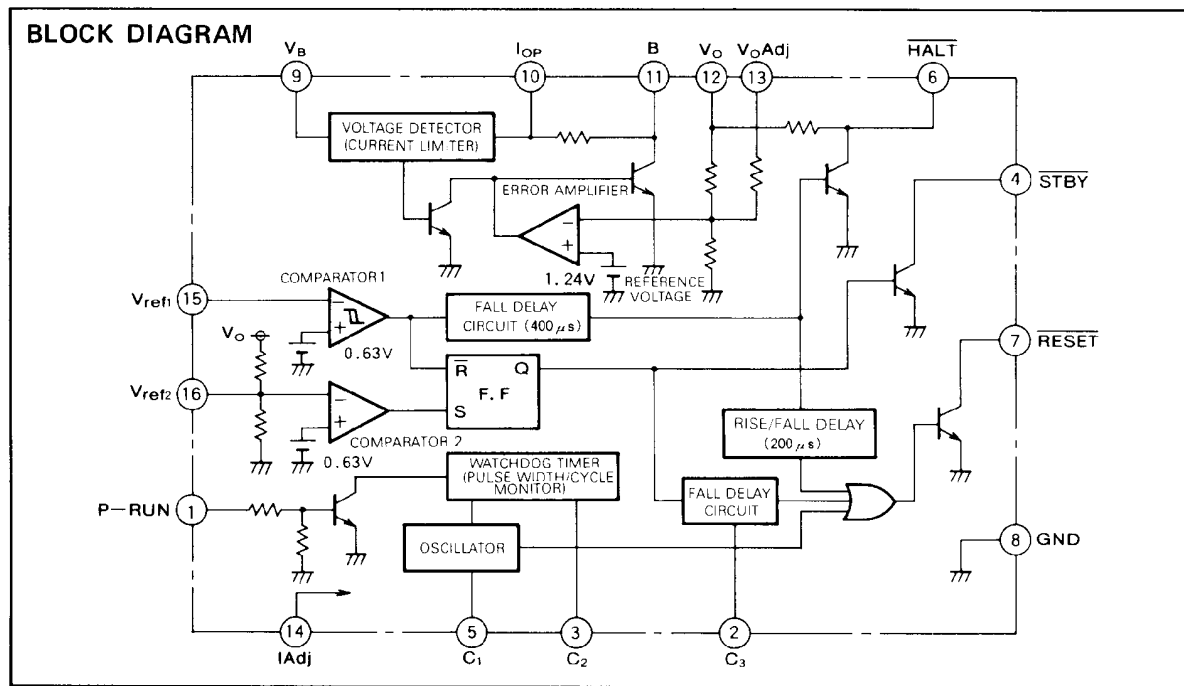 BLOCK DIAGRAM
VB
9
IOP
10
B
11
VO
12
VOAdj
13
HALT
6
VOLTAGE DETECTOR
(CURRENT LIMITER)
ERROR AMPLIFIER
STBY
4
1.24V
REFERENCE
VOLTAGE
COMPARATOR 1
Vref1
15
0.63V
FALL DELAY
CIRCUIT (400μs)
RESET
7
VO
Vref2
16
R
Q
F.F
S
COMPARATOR 2
0.63V
RISE/FALL DELAY
(200μs)
WATCHDOG TIMER
(PULSE WIDTH/CYCLE
MONITOR)
P-RUN
1
FALL DELAY
CIRCUIT
OSCILLATOR
8
GND
14
IAdj
5
C1
3
C2
2
C3